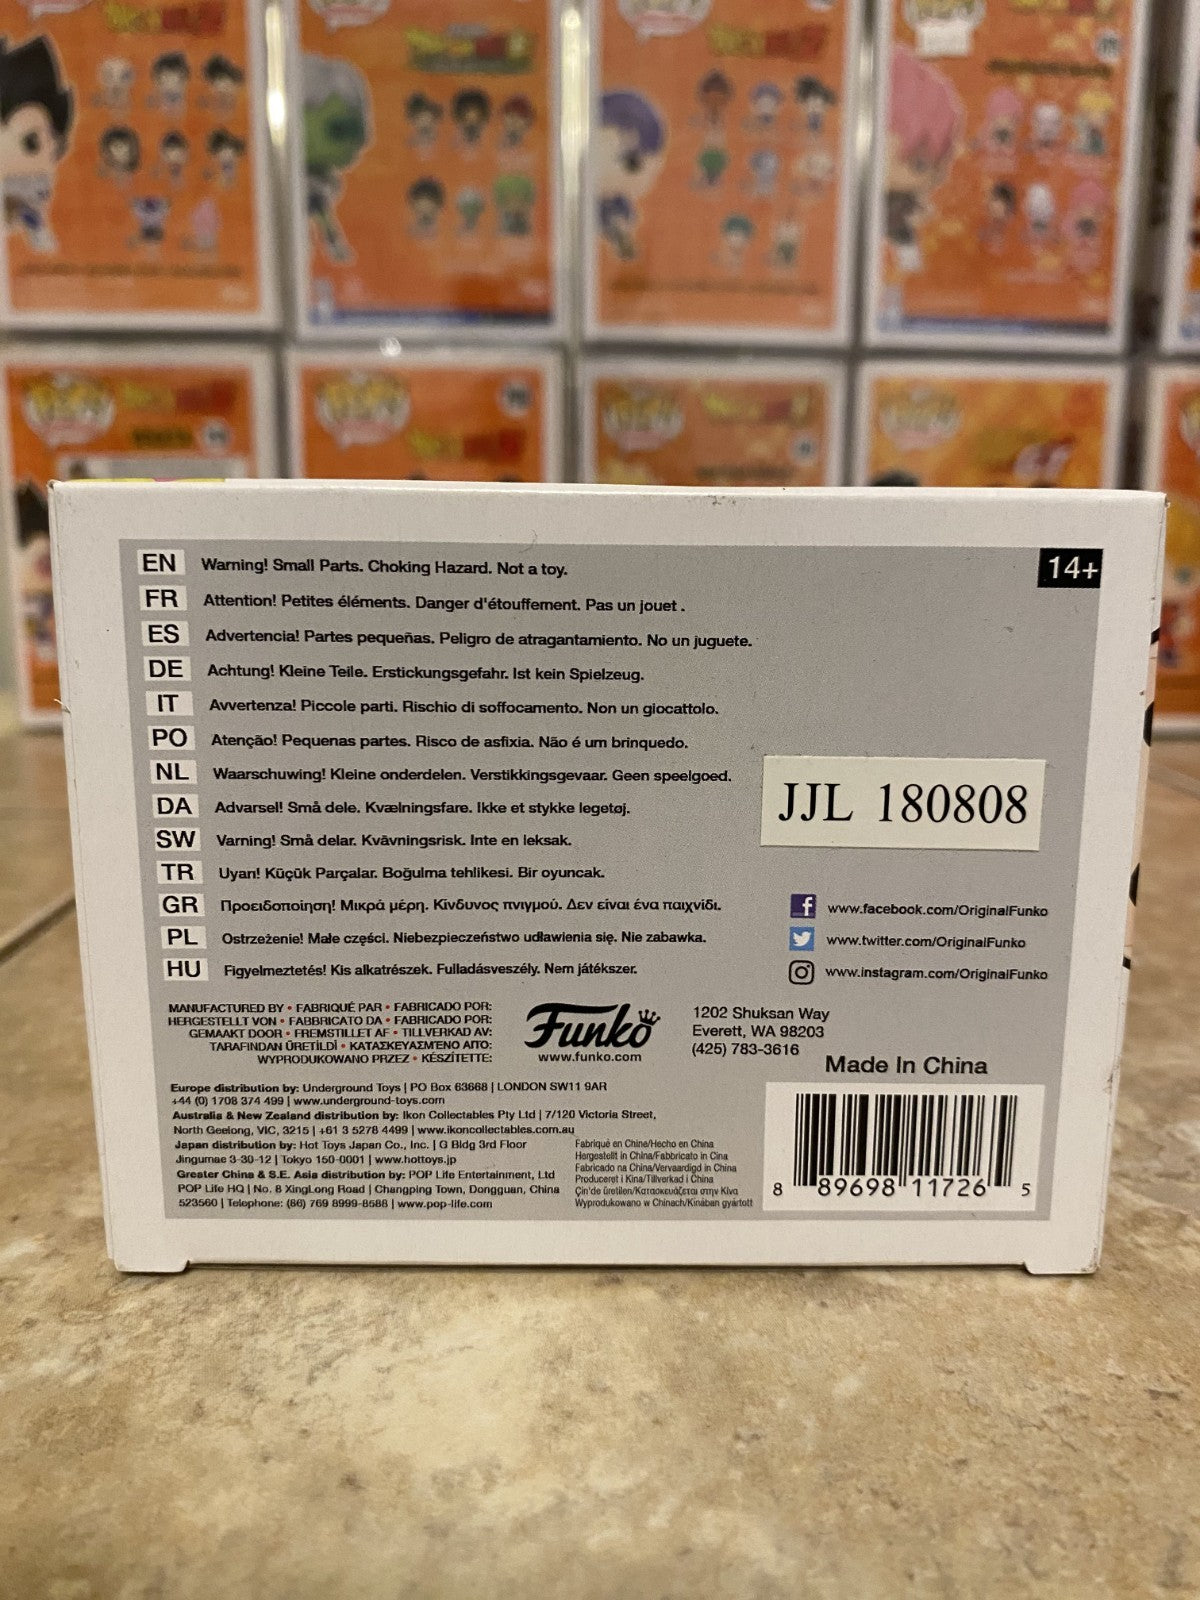 EN Warning! Small Parts. Choking Hazard. Not a toy.
14+
FR Attention! Petites éléments. Danger d'étouffement. Pas un jouet .
ES Advertencia! Partes pequeñas. Peligro de atragantamiento. No un juguete.
DE Achtung! Kleine Teile. Erstickungsgefahr. Ist kein Spielzeug.
IT Avvertenza! Piccole parti. Rischio di soffocamento. Non un giocattolo.
PO Atenção! Pequenas partes. Risco de asfixia. Não é um brinquedo.
NL Waarschuwing! Kleine onderdelen. Verstikkingsgevaar. Geen speelgoed.
DA Advarsel! Små dele. Kvælningsfare. Ikke et stykke legetøj.
SW Varning! Små delar. Kvävningsrisk. Inte en leksak.
TR Uyan! Küçük Parçalar. Boğulma tehlikesi. Bir oyuncak.
GR Προειδοποίηση! Μικρά μέρη. Κίνδυνος πνιγμού. Δεν είναι ένα παιχνίδι.
PL Ostrzeżenie! Małe części. Niebezpieczeństwo udławienia się. Nie zabawka.
HU Figyelmeztetés! Kis alkatrészek. Fulladásveszély. Nem játékszer.
JJL 180808
www.facebook.com/OriginalFunko
www.twitter.com/OriginalFunko
www.instagram.com/OriginalFunko
MANUFACTURED BY • FABRIQUÉ PAR • FABRICADO POR:
HERGESTELLT VON • FABBRICATO DA • FABRICADO POR:
GEMAAKT DOOR • FREMSTILLET AF • TILLVERKAD AV:
TARAFINDAN ÜRETİLDİ • ΚΑΤΑΣΚΕΥΑΣΜΈΝΟ ΑΠΌ:
WYPRODUKOWANO PRZEZ • KÉSZÍTETTE:
Funko
www.funko.com
1202 Shuksan Way
Everett, WA 98203
(425) 783-3616
Made In China
Europe distribution by: Underground Toys | PO Box 63668 | LONDON SW11 9AR
+44 (0) 1708 374 499 | www.underground-toys.com
Australia & New Zealand distribution by: Ikon Collectables Pty Ltd | 7/120 Victoria Street,
North Geelong, VIC, 3215 | +61 3 5278 4499 | www.ikoncollectables.com.au
Japan distribution by: Hot Toys Japan Co., Inc. | G Bldg 3rd Floor
Jingumae 3-30-12 | Tokyo 150-0001 | www.hottoys.jp
Greater China & S.E. Asia distribution by: POP Life Entertainment, Ltd
POP Life HQ | No. 8 XingLong Road | Changping Town, Dongguan, China
523560 | Telephone: (86) 769 8999-8588 | www.pop-life.com
Fabriqué en Chine/Hecho en China
Hergestellt in China/Fabbricato in Cina
Fabricado na China/Vervaardigd in China
Produceret i Kina/Tillverkad i China
Çin'de üretilen/Κατασκευάζεται στην Κίνα
Wyprodukowano w Chinach/Kínában gyártott
8 89698 11726 5